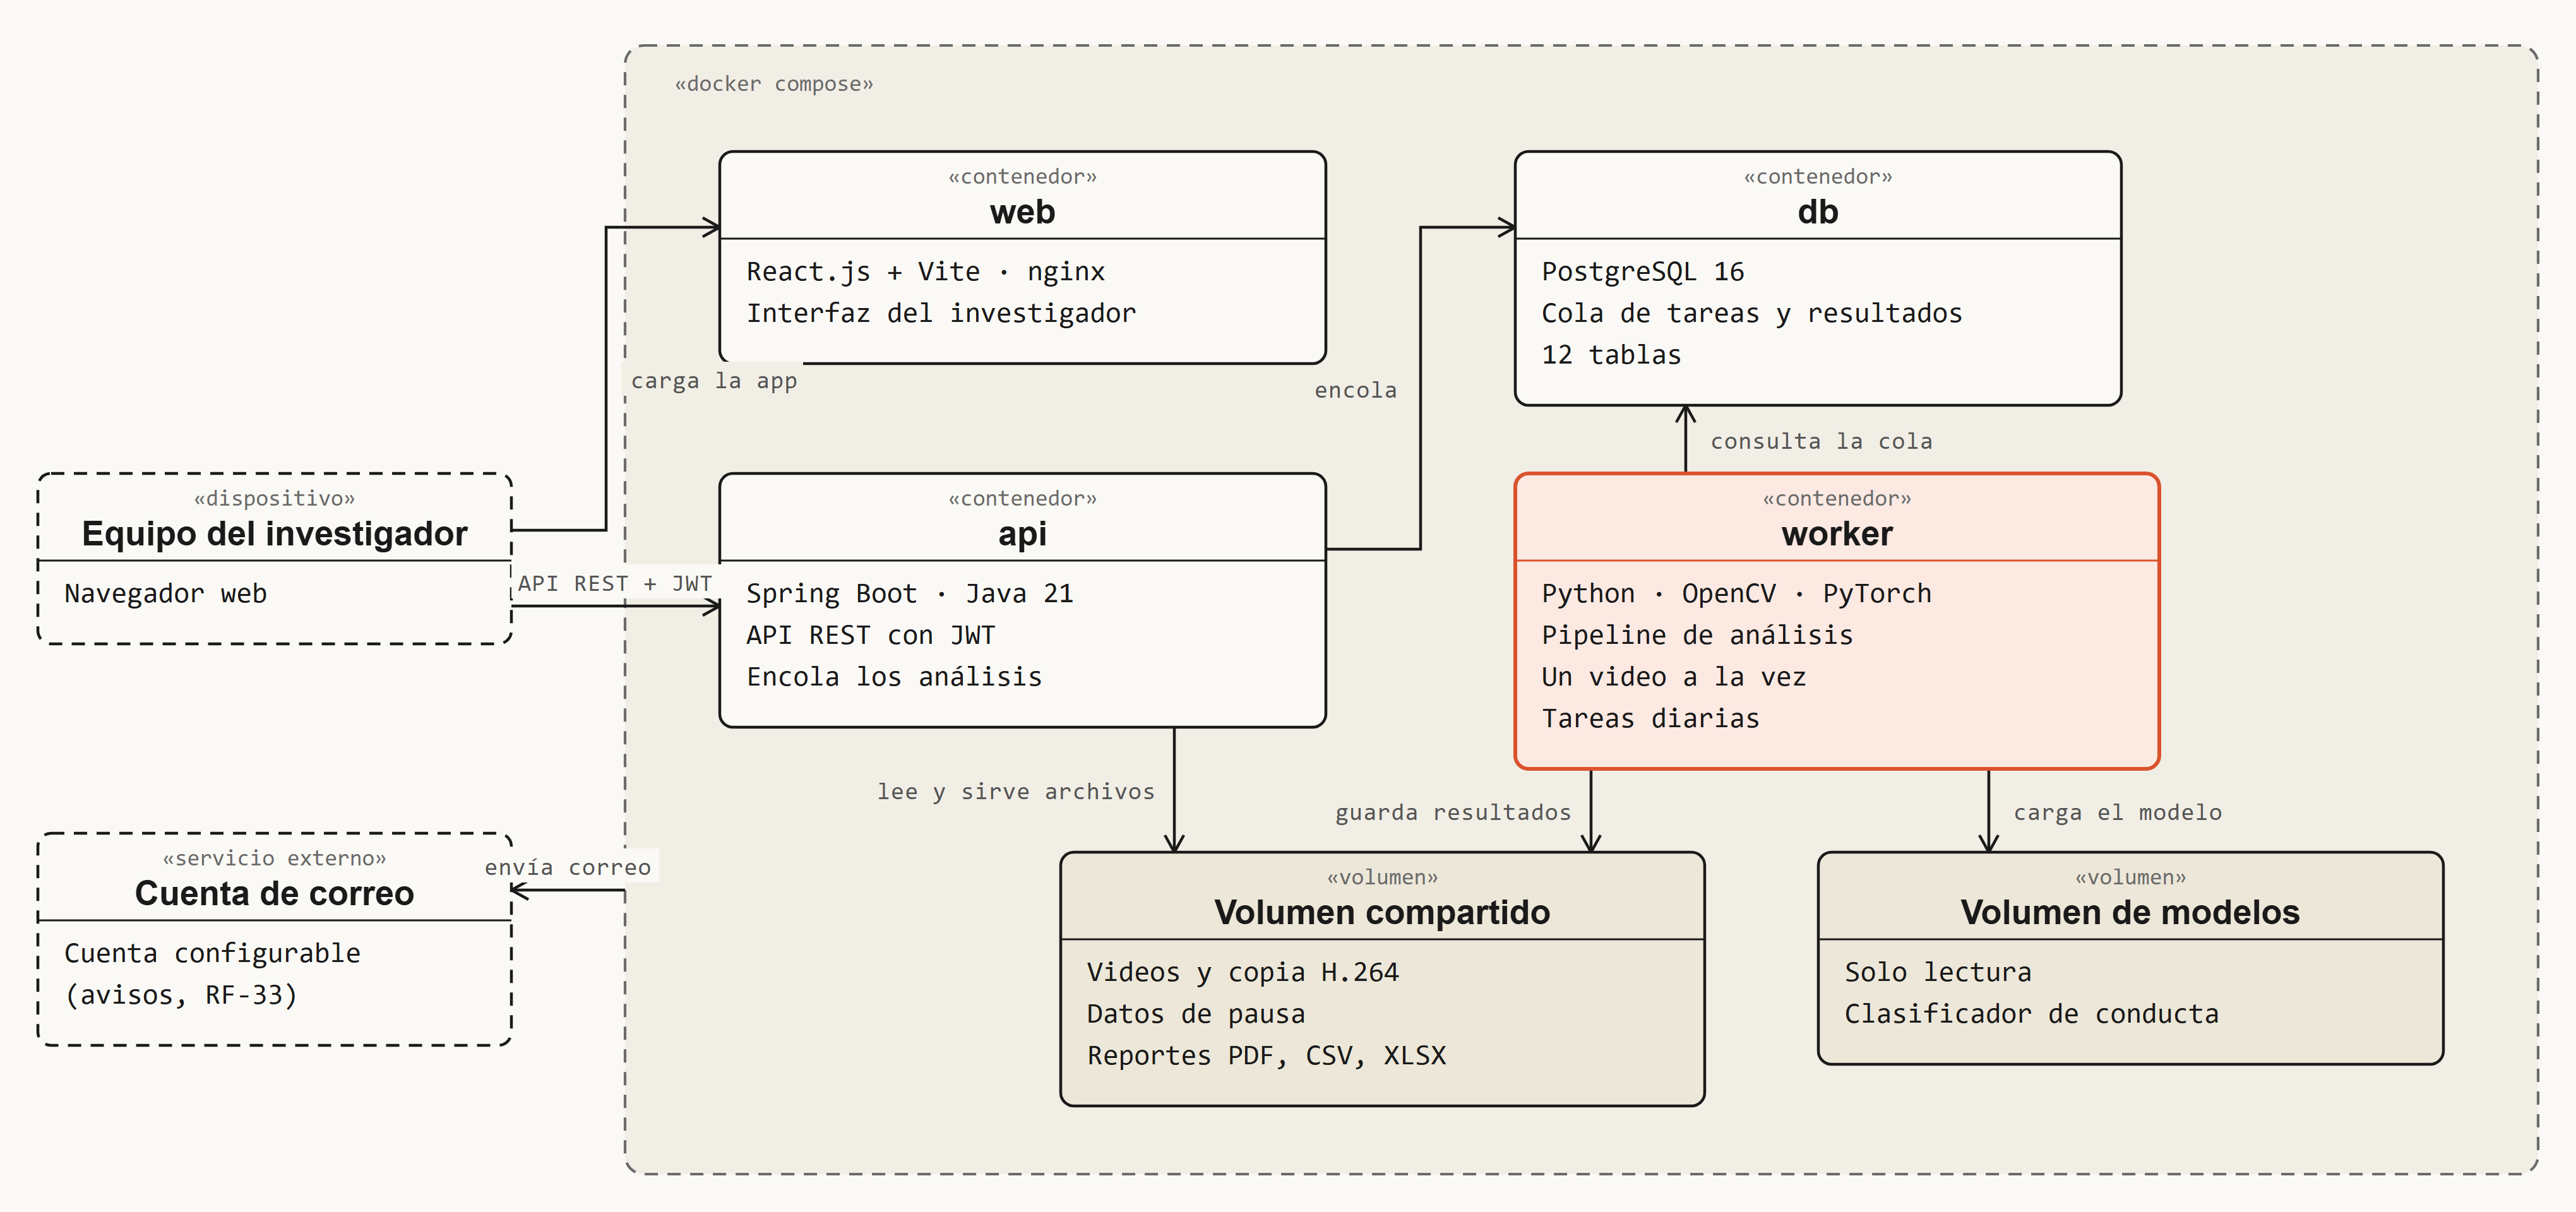 «docker compose»
«contenedor»
web
React.js + Vite · nginx
Interfaz del investigador
«contenedor»
db
PostgreSQL 16
Cola de tareas y resultados
12 tablas
carga la app
encola
consulta la cola
«dispositivo»
Equipo del investigador
Navegador web
API REST + JWT
«contenedor»
api
Spring Boot · Java 21
API REST con JWT
Encola los análisis
«contenedor»
worker
Python · OpenCV · PyTorch
Pipeline de análisis
Un video a la vez
Tareas diarias
lee y sirve archivos
guarda resultados
carga el modelo
«servicio externo»
Cuenta de correo
Cuenta configurable
(avisos, RF-33)
envía correo
«volumen»
Volumen compartido
Videos y copia H.264
Datos de pausa
Reportes PDF, CSV, XLSX
«volumen»
Volumen de modelos
Solo lectura
Clasificador de conducta